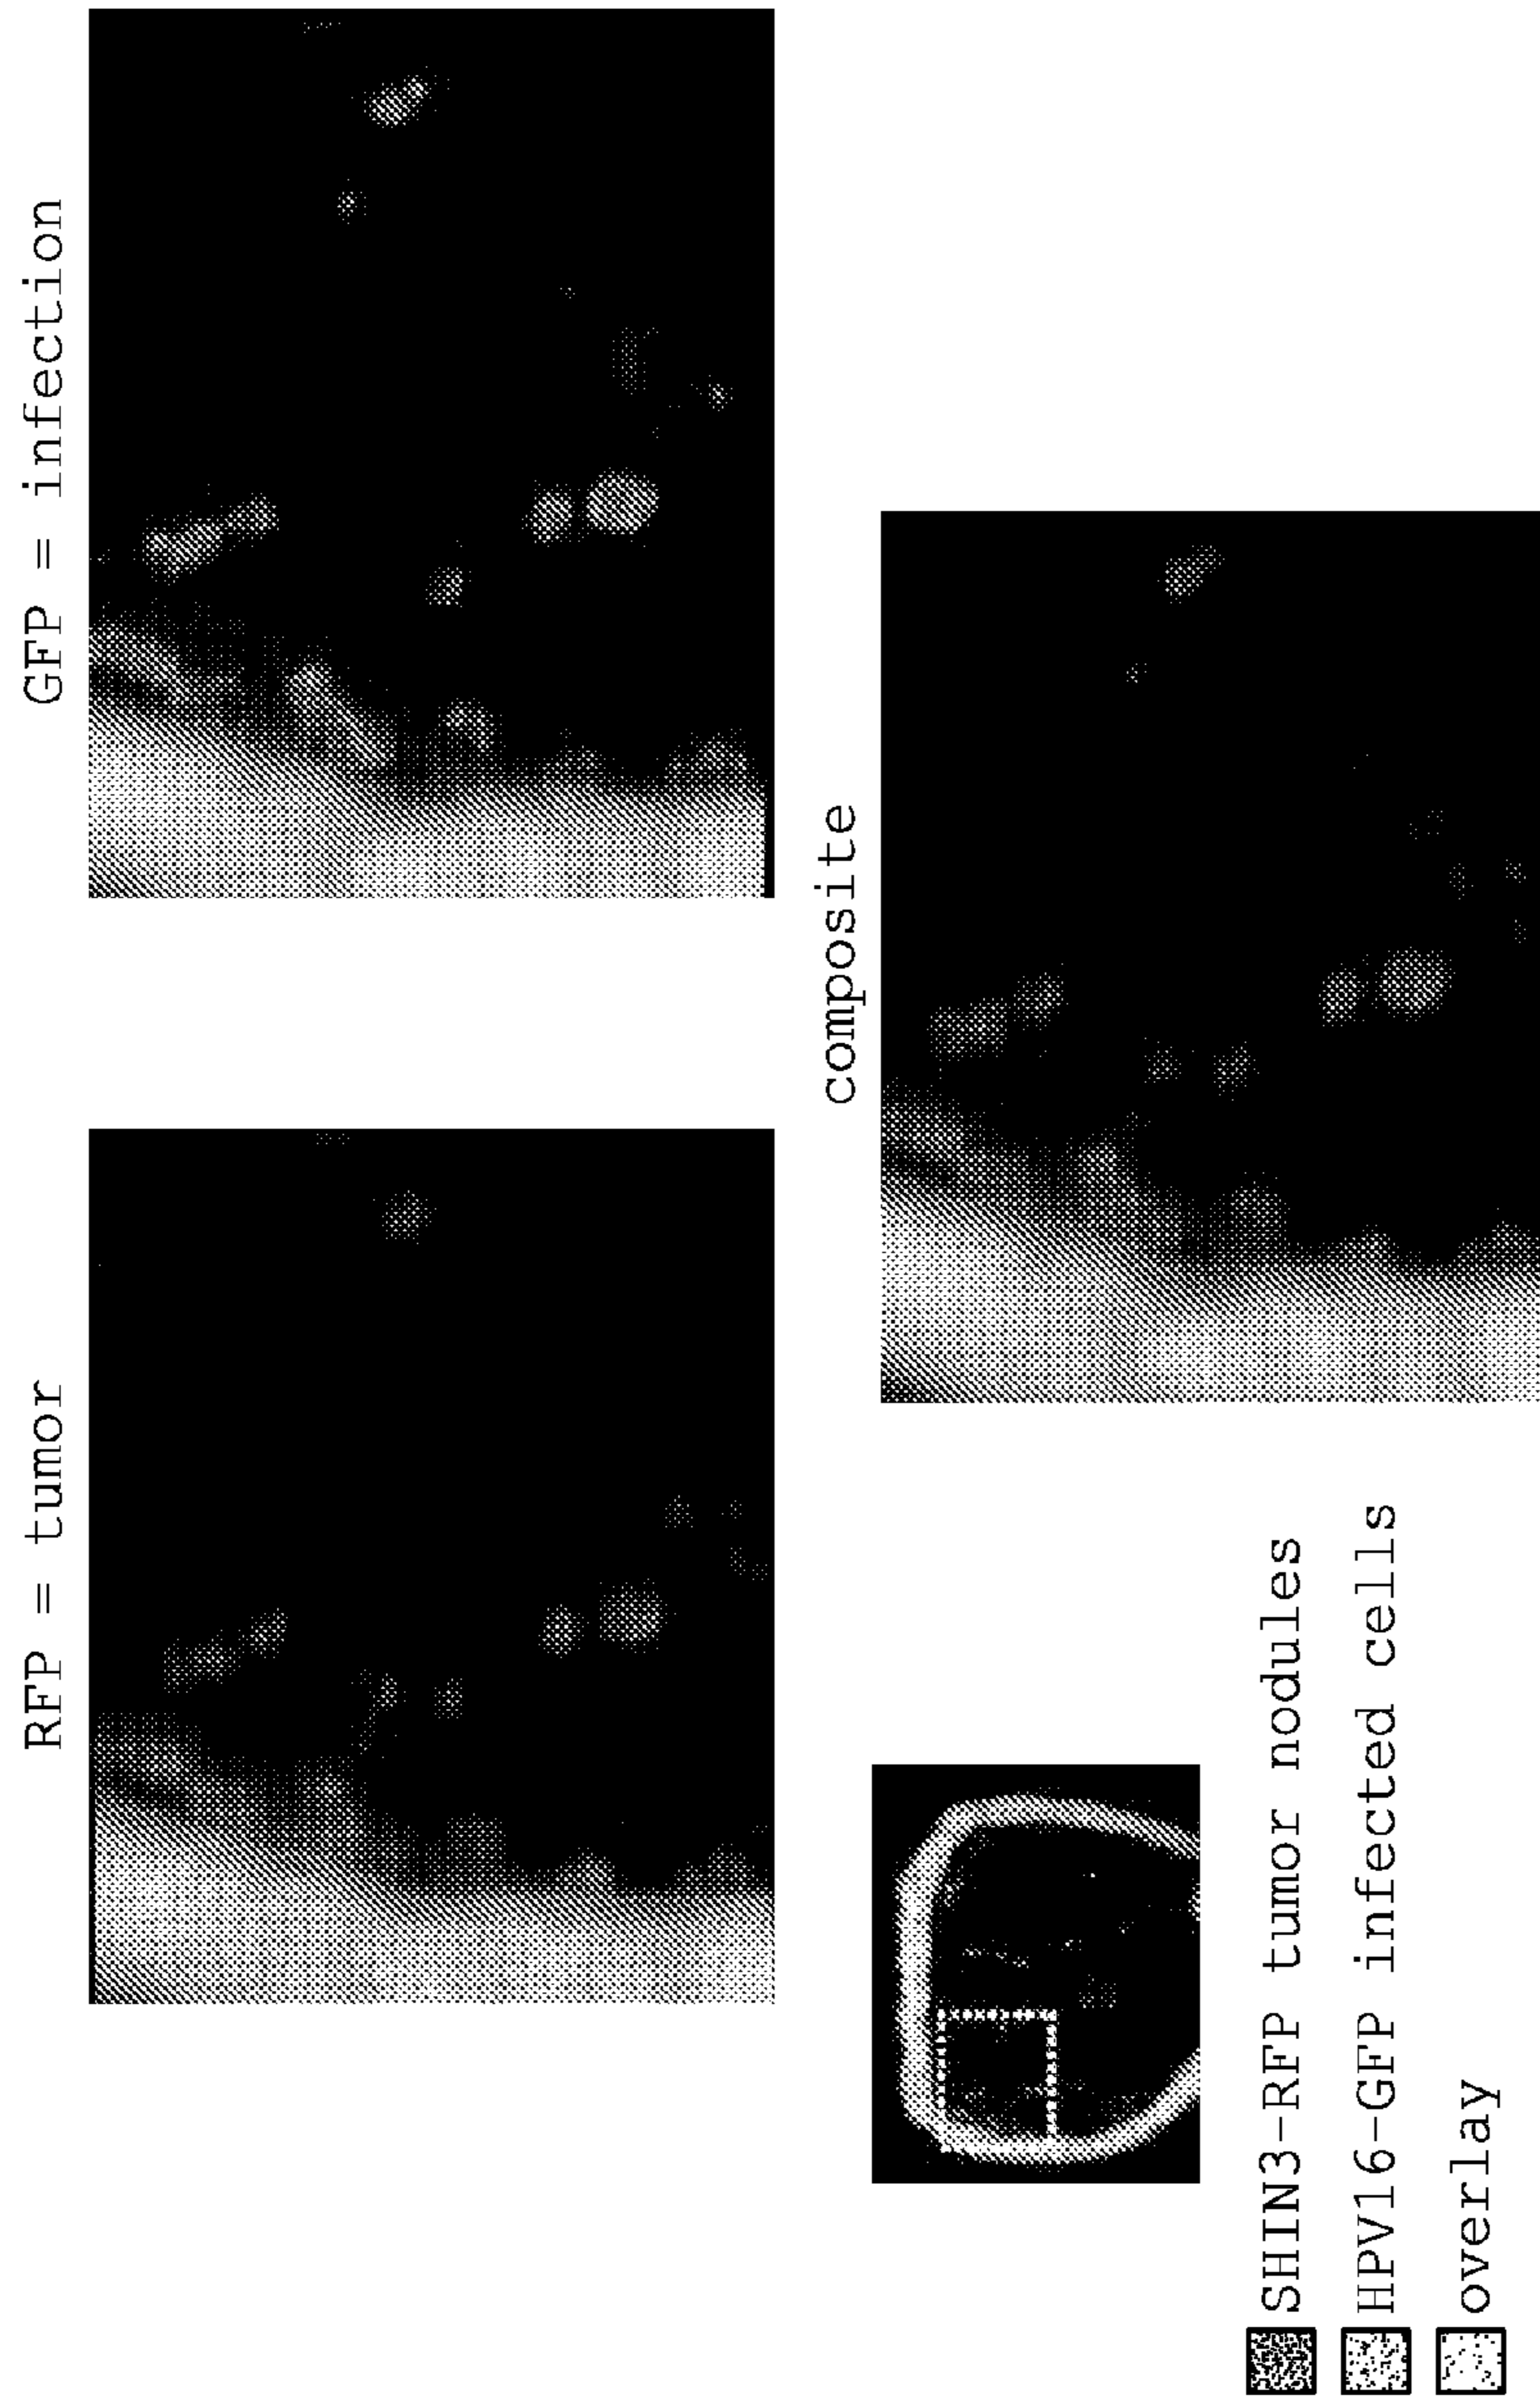 RFP = tumor
GFP = infection
composite
SHIN3-RFP tumor nodules
HPV16-GFP infected cells
overlay